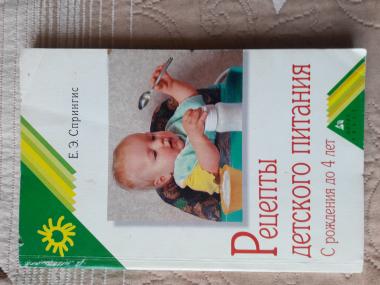 Е. Э. Спрингис
Рецепты
детского питания
С рождения до 4 лет